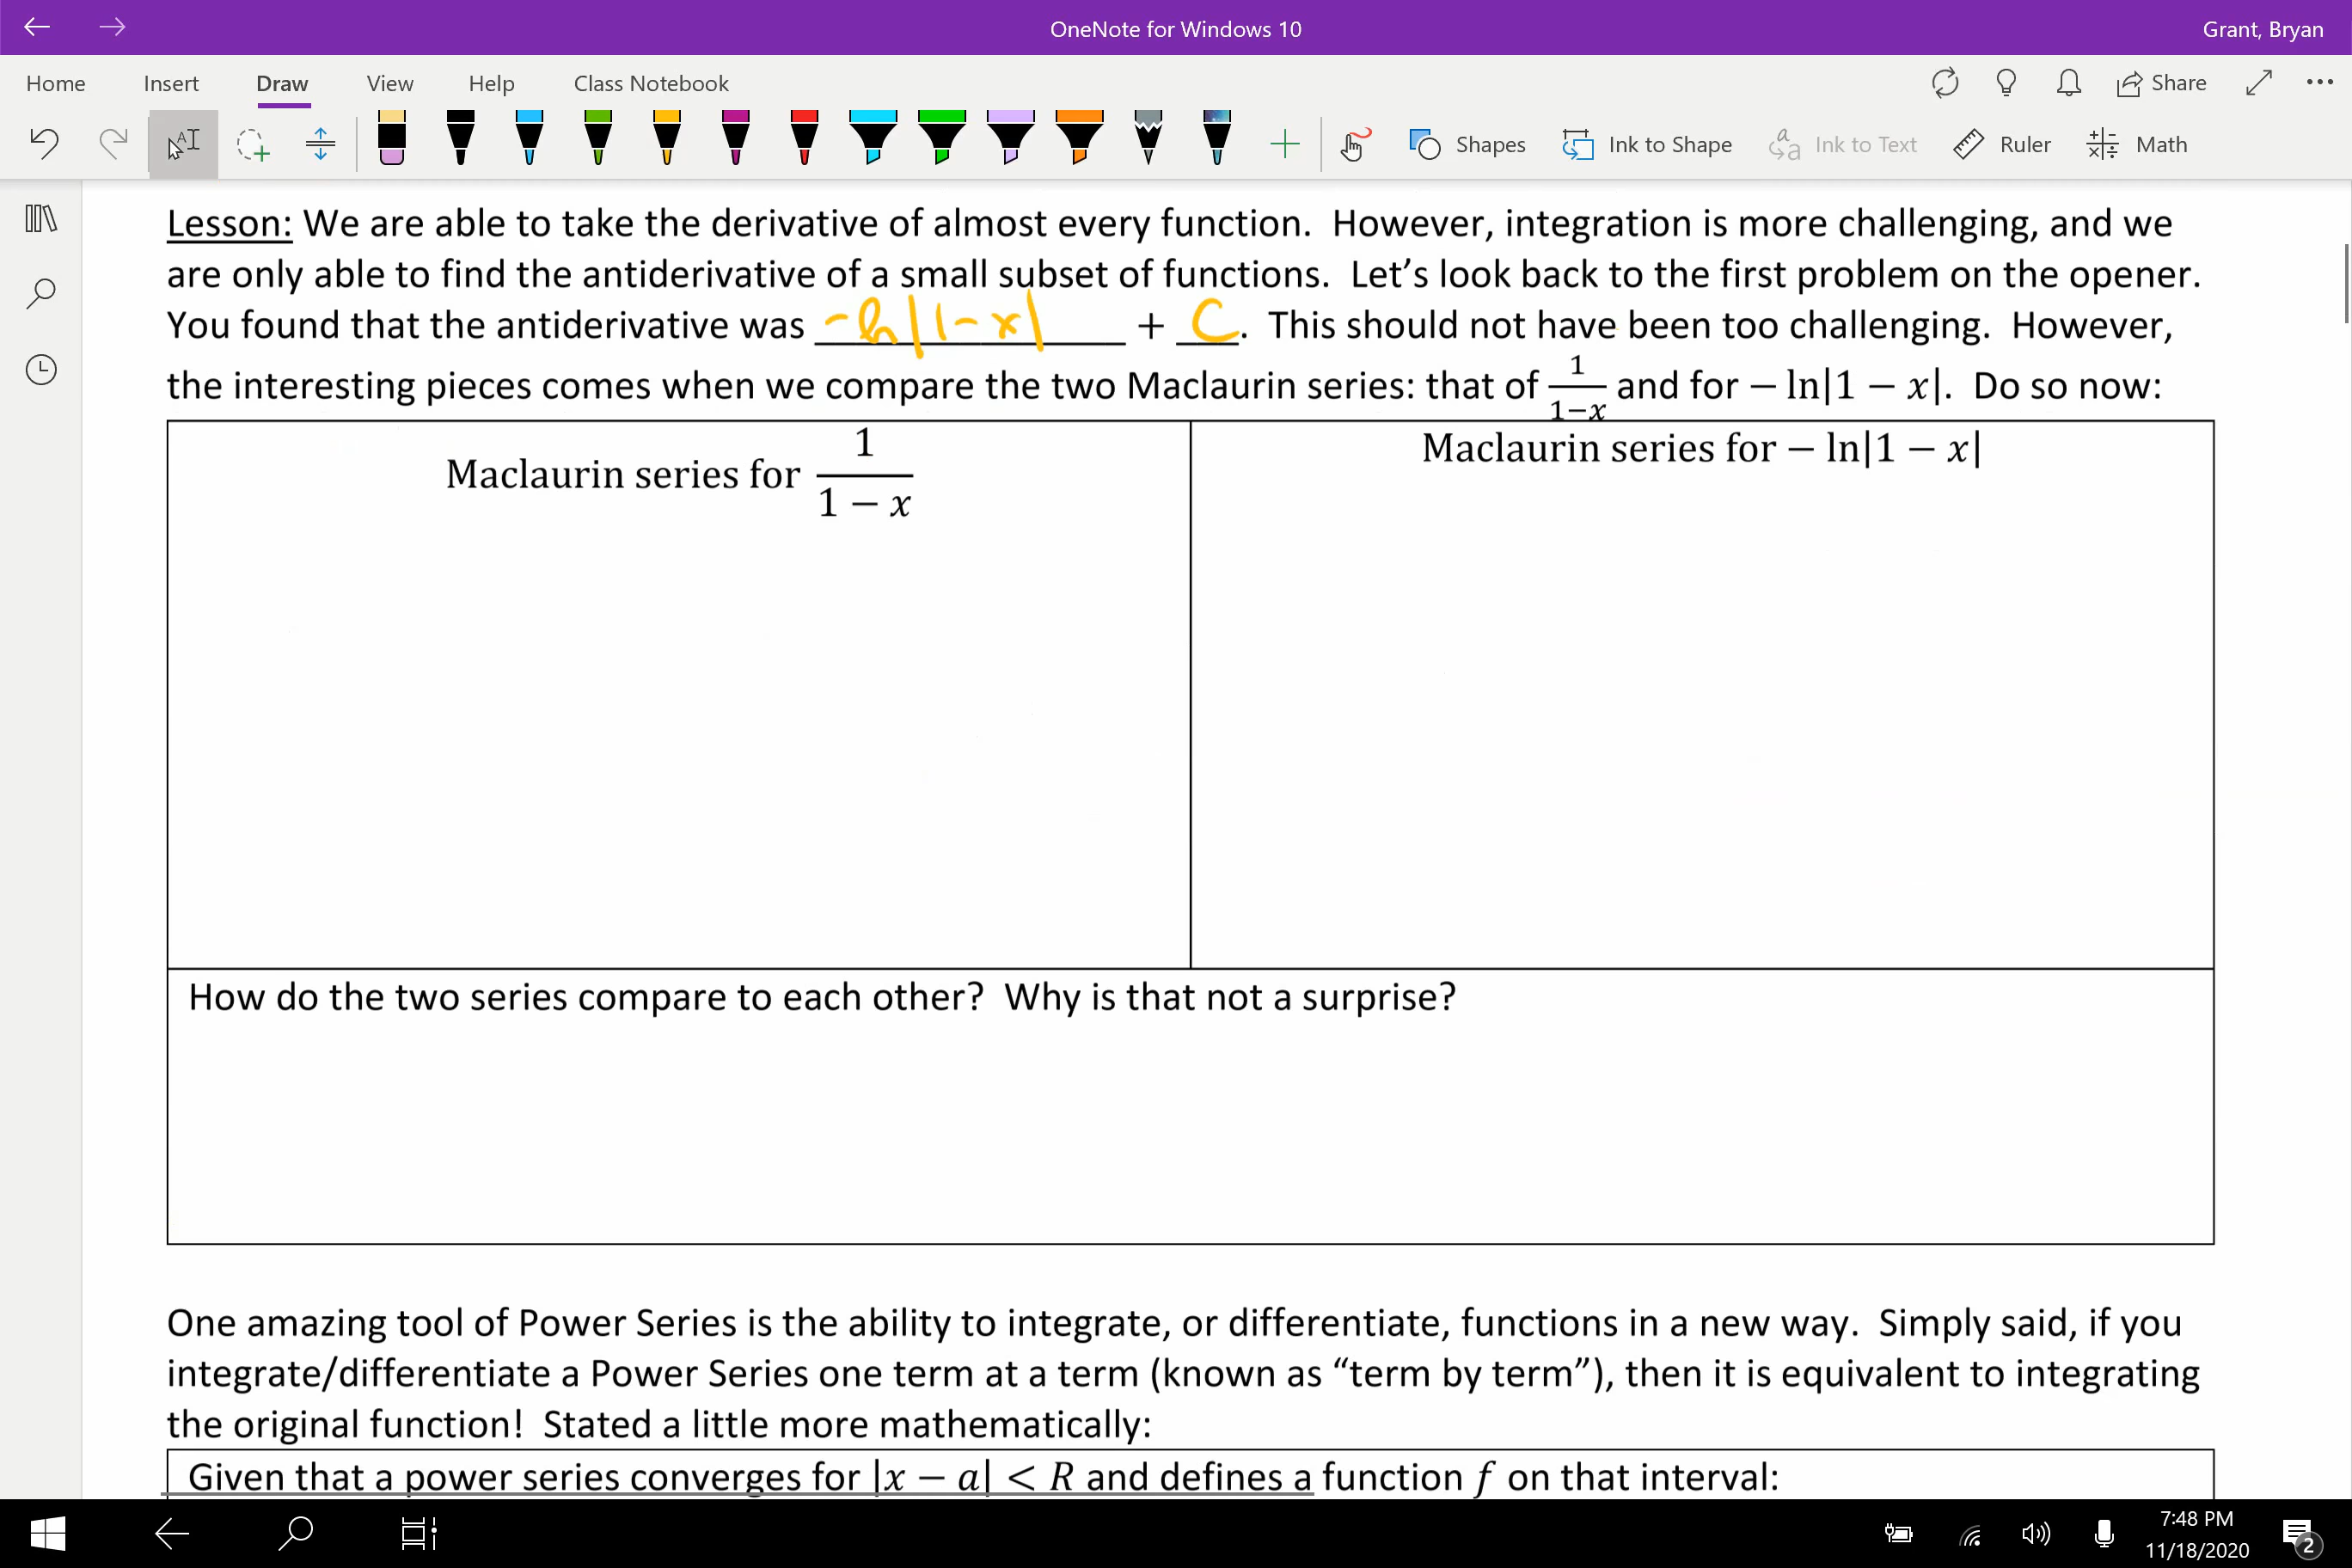 OneNote for Windows 10
Grant, Bryan
Home Insert Draw View Help Class Notebook Share
Shapes Ink to Shape Ink to Text Ruler Math
Lesson: We are able to take the derivative of almost every function. However, integration is more challenging, and we
are only able to find the antiderivative of a small subset of functions. Let’s look back to the first problem on the opener.
You found that the antiderivative was -ln|1-x| + C. This should not have been too challenging. However,
the interesting pieces comes when we compare the two Maclaurin series: that of 1/(1−x) and for − ln|1 − x|. Do so now:
Maclaurin series for 1/(1 − x)
Maclaurin series for − ln|1 − x|
How do the two series compare to each other? Why is that not a surprise?
One amazing tool of Power Series is the ability to integrate, or differentiate, functions in a new way. Simply said, if you
integrate/differentiate a Power Series one term at a term (known as “term by term”), then it is equivalent to integrating
the original function! Stated a little more mathematically:
Given that a power series converges for |x − a| < R and defines a function f on that interval:
7:48 PM
11/18/2020
2